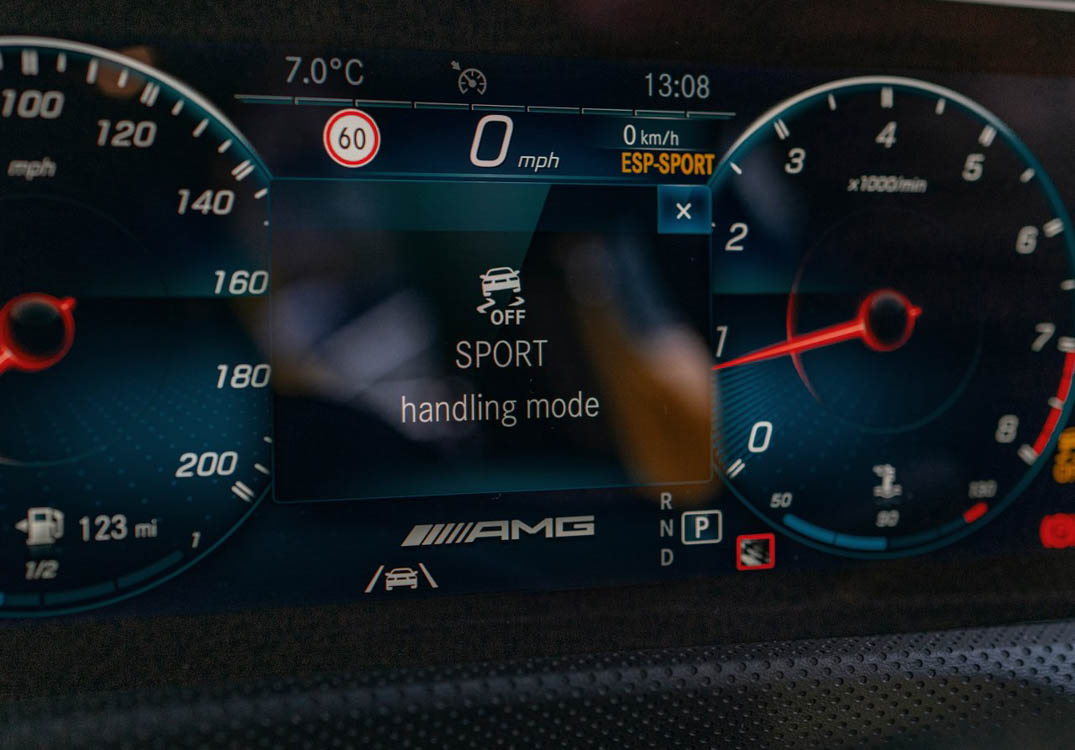 7.0°C
13:08
60
0 mph
0 km/h
ESP-SPORT
100
120
140
160
180
200
mph
OFF
SPORT
handling mode
0
1
2
3
4
5
6
7
8
x1000/min
123 mi
1/2
1
AMG
R
N
D
P
50
90
130